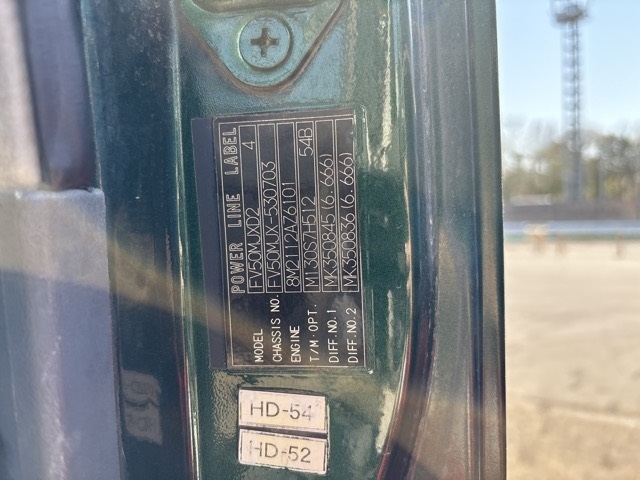 POWER LINE LABEL
MODEL FV50MJXD2 4
CHASSIS NO. FV50MJX-530703
ENGINE 8M21 12A76101
T/M·OPT. M130S7H512 54B
DIFF.NO.1 MK350845(6.666)
DIFF.NO.2 MK350836(6.666)
HD-54
HD-52